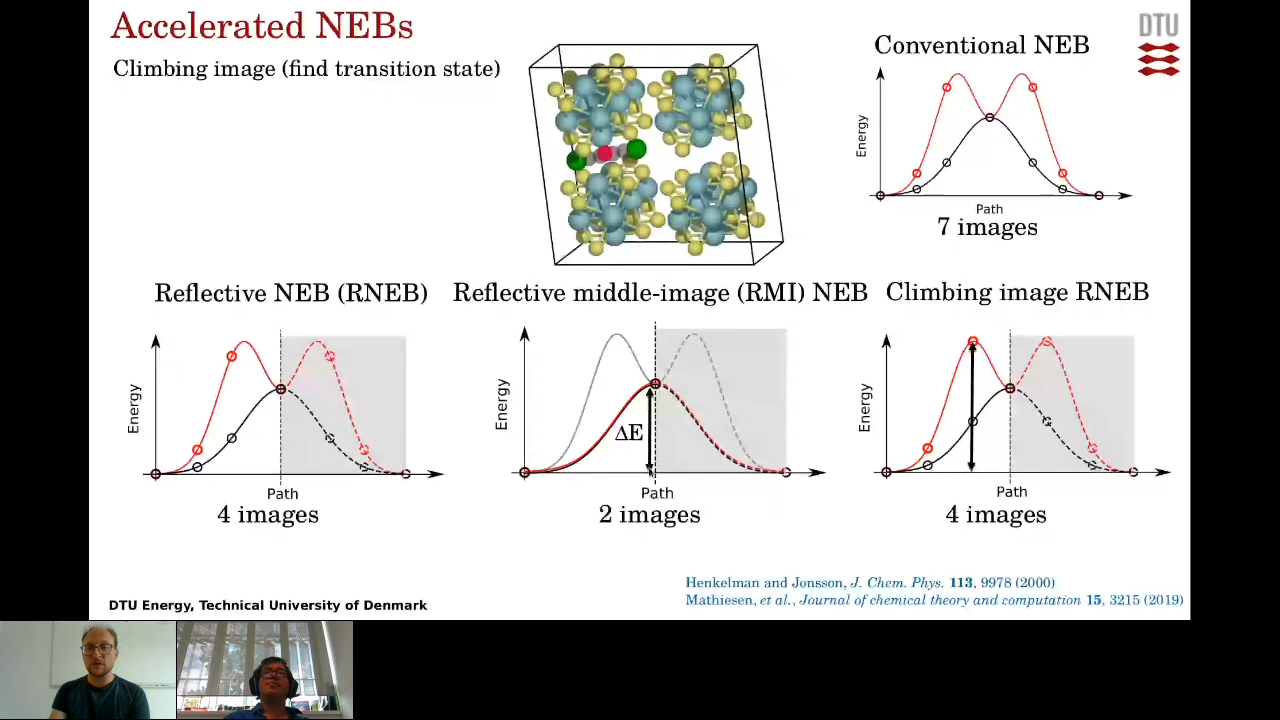 Accelerated NEBs
Climbing image (find transition state)
DTU
Conventional NEB
Energy
Path
7 images
Reflective NEB (RNEB)
Energy
Path
4 images
Reflective middle-image (RMI) NEB
Energy
ΔE
Path
2 images
Climbing image RNEB
Energy
Path
4 images
Henkelman and Jonsson, J. Chem. Phys. 113, 9978 (2000)
Mathiesen, et al., Journal of chemical theory and computation 15, 3215 (2019)
DTU Energy, Technical University of Denmark